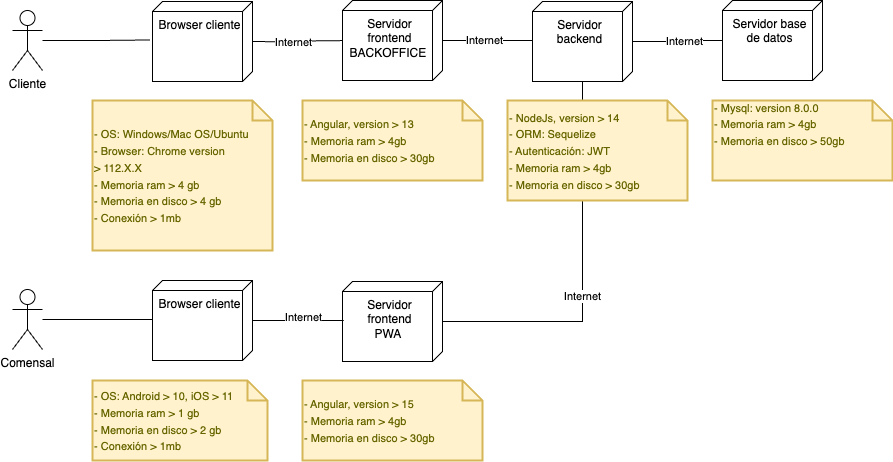 Cliente
Browser cliente
Internet
Servidor
frontend
BACKOFFICE
Internet
Servidor
backend
Internet
Servidor base
de datos
- OS: Windows/Mac OS/Ubuntu
- Browser: Chrome version
> 112.X.X
- Memoria ram > 4 gb
- Memoria en disco > 4 gb
- Conexión > 1mb
- Angular, version > 13
- Memoria ram > 4gb
- Memoria en disco > 30gb
- NodeJs, version > 14
- ORM: Sequelize
- Autenticación: JWT
- Memoria ram > 4gb
- Memoria en disco > 30gb
- Mysql: version 8.0.0
- Memoria ram > 4gb
- Memoria en disco > 50gb
Internet
Comensal
Browser cliente
Internet
Servidor
frontend
PWA
- OS: Android > 10, iOS > 11
- Memoria ram > 1 gb
- Memoria en disco > 2 gb
- Conexión > 1mb
- Angular, version > 15
- Memoria ram > 4gb
- Memoria en disco > 30gb